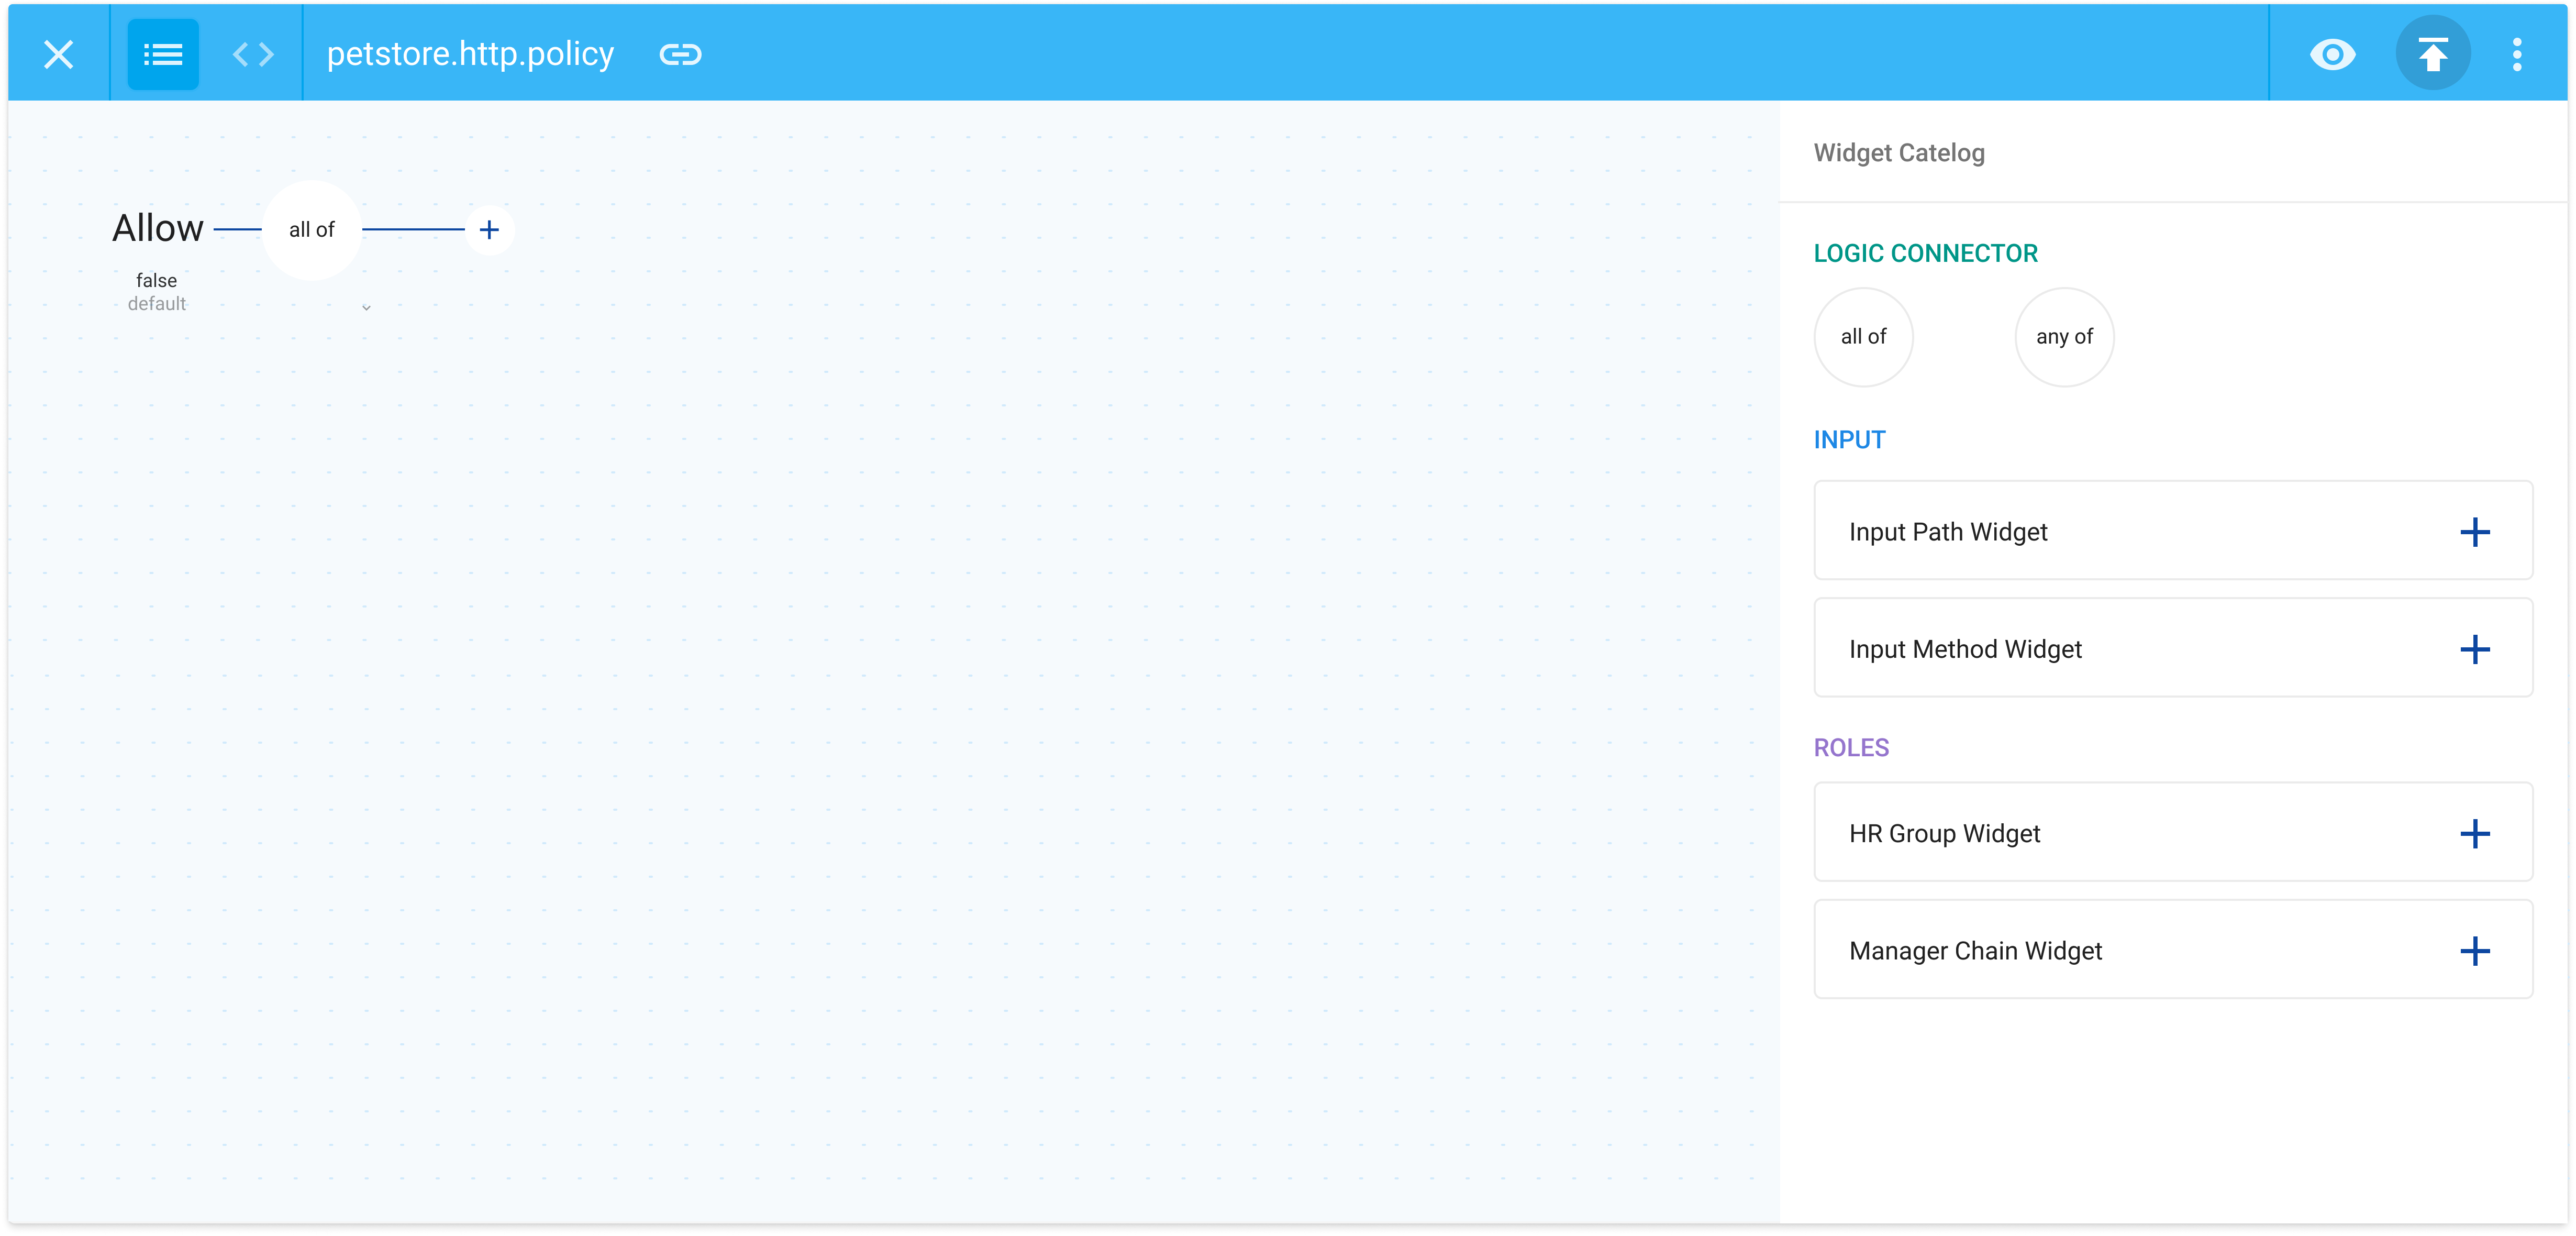 petstore.http.policy
Allow
all of
+
false
default
Widget Catelog
LOGIC CONNECTOR
all of
any of
INPUT
Input Path Widget
Input Method Widget
ROLES
HR Group Widget
Manager Chain Widget